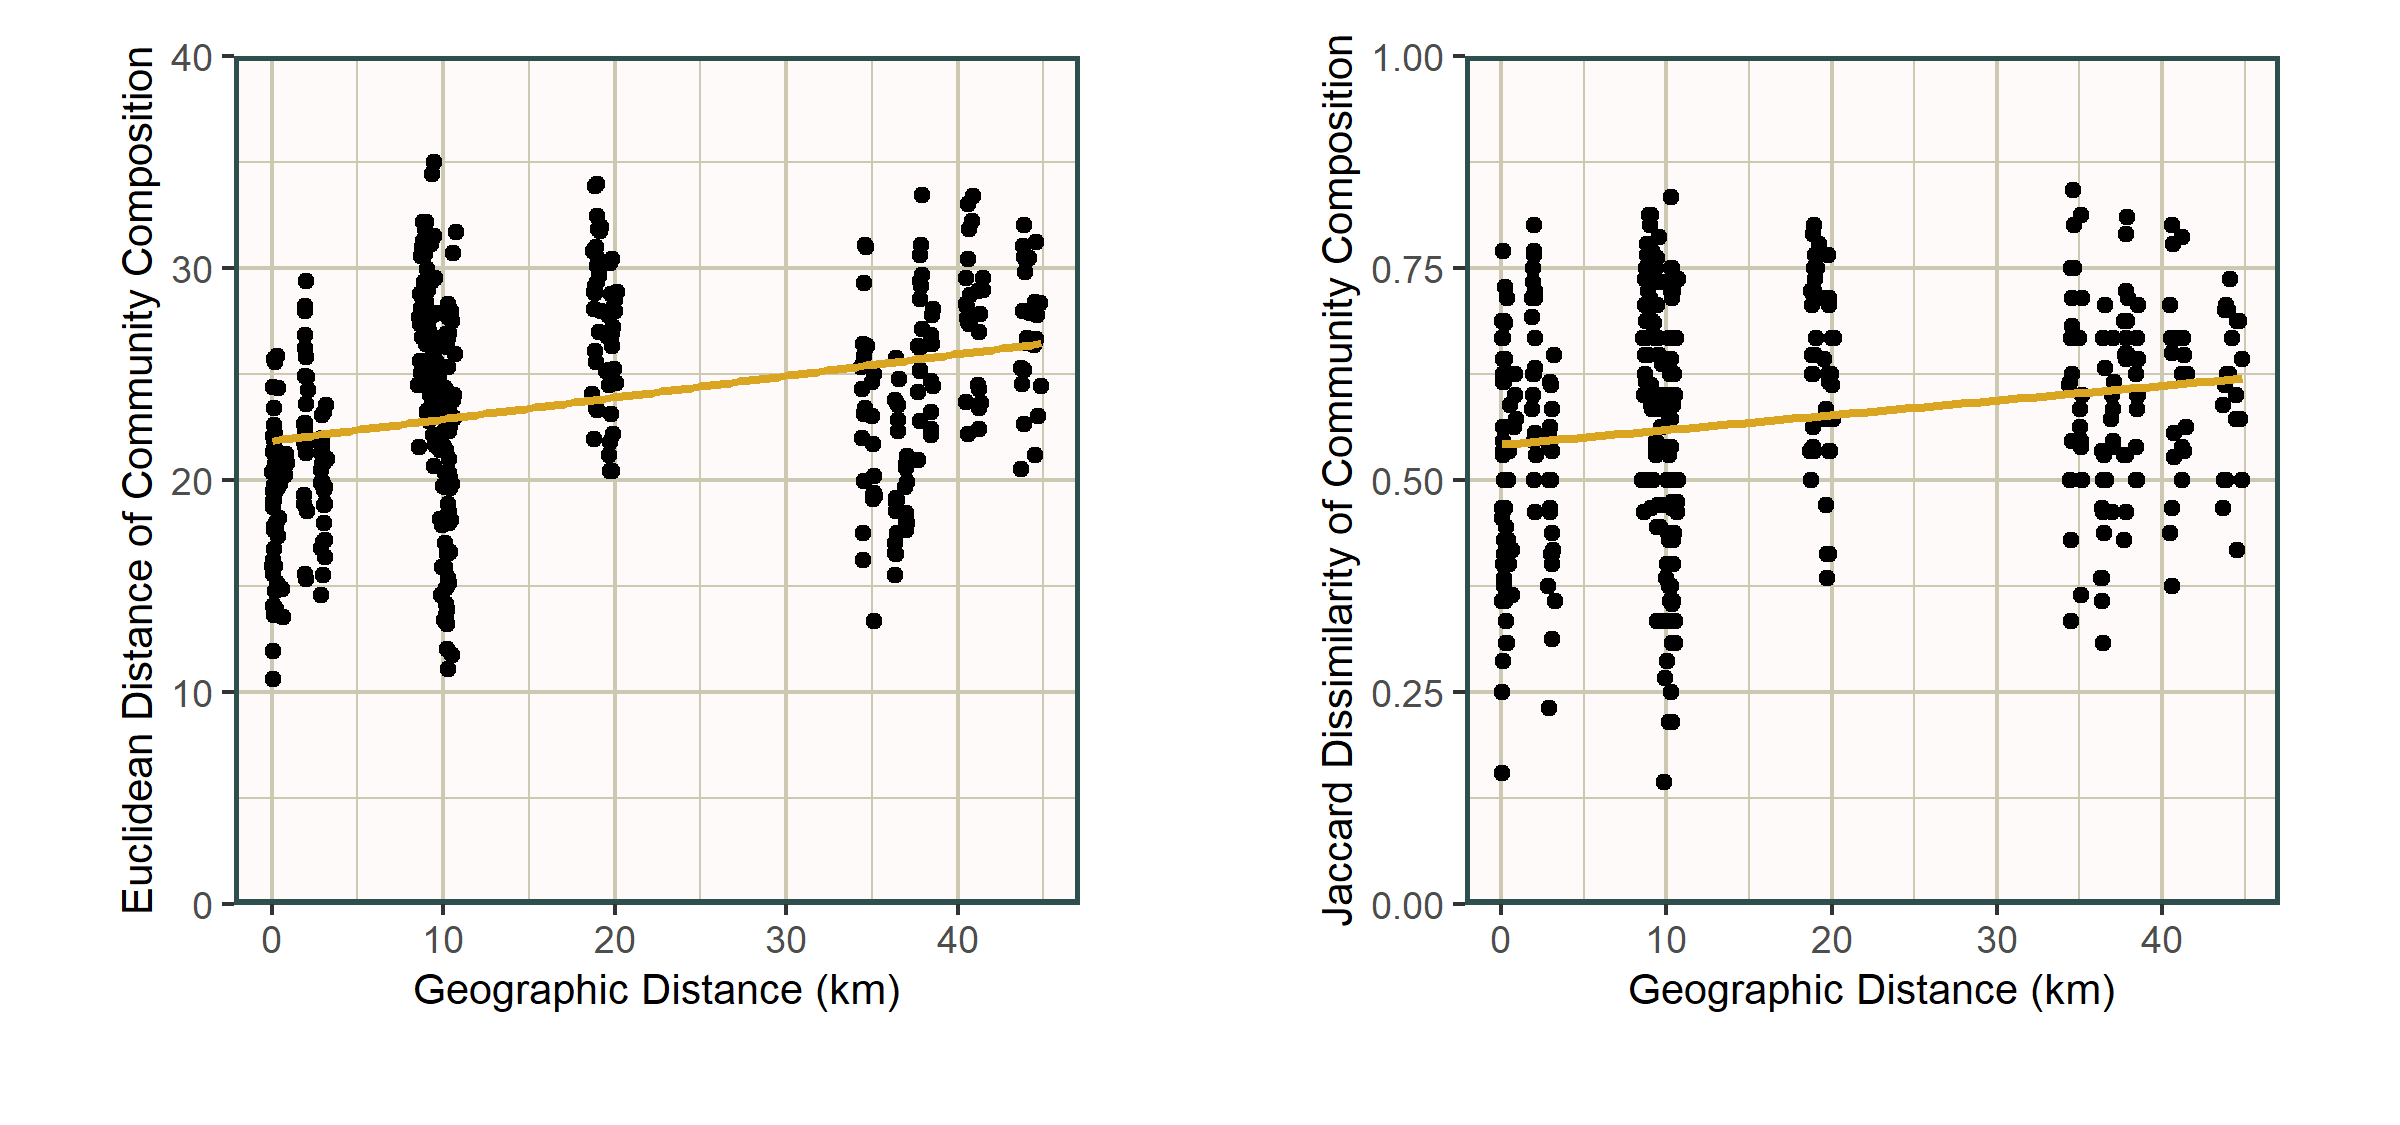 Euclidean Distance of Community Composition
40
30
20
10
0
0 10 20 30 40
Geographic Distance (km)
Jaccard Dissimilarity of Community Composition
1.00
0.75
0.50
0.25
0.00
0 10 20 30 40
Geographic Distance (km)